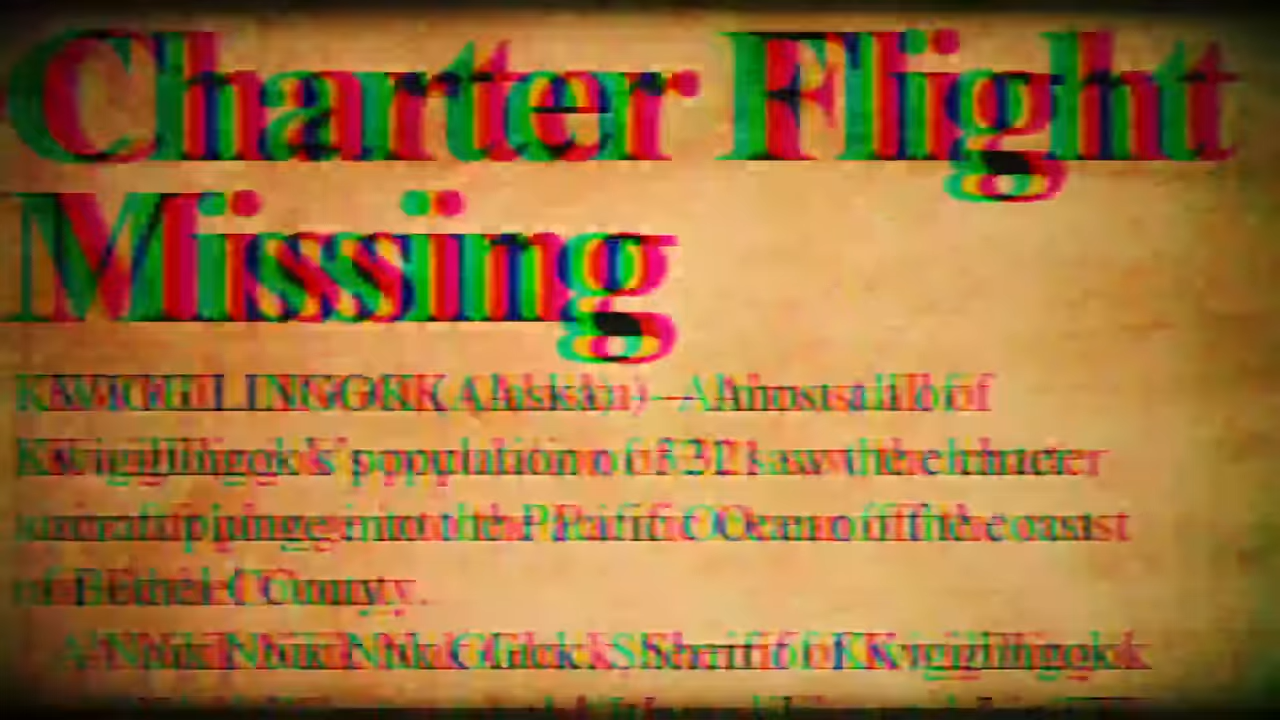 Charter Flight
Missing
KWIGILLINGOK (Alaska) – Almost all of
Kwigillingok's population of 321 saw the charter
aircraft plunge into the Pacific Ocean off the coast
of Bethel County.
Nick Sheriff of Kwigillingok